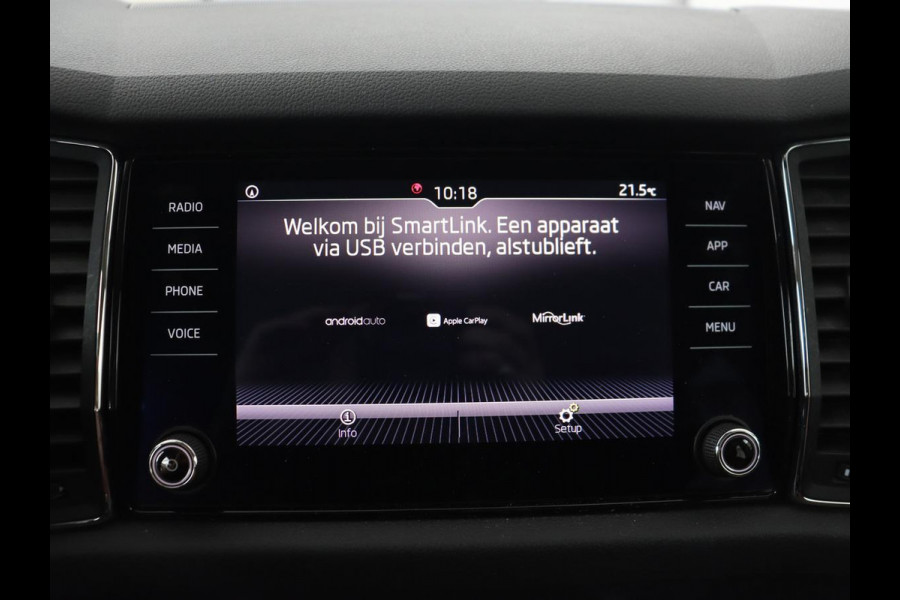 10:18
21.5℃
RADIO
MEDIA
PHONE
VOICE
Welkom bij SmartLink. Een apparaat
via USB verbinden, alstublieft.
androidauto
Apple CarPlay
MirrorLink
Info
Setup
NAV
APP
CAR
MENU